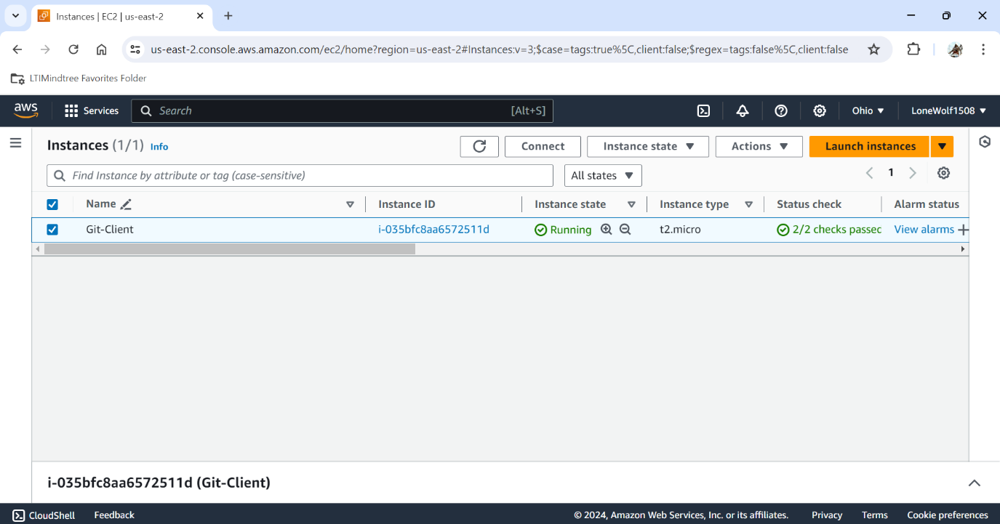 Instances | EC2 | us-east-2
us-east-2.console.aws.amazon.com/ec2/home?region=us-east-2#Instances:v=3;$case=tags:true%5C,client:false;$regex=tags:false%5C,client:false
LTIMindtree Favorites Folder
aws Services Search [Alt+S] Ohio LoneWolf1508
Instances (1/1) Info Connect Instance state Actions Launch instances
Find Instance by attribute or tag (case-sensitive) All states 1
Name Instance ID Instance state Instance type Status check Alarm status
Git-Client i-035bfc8aa6572511d Running t2.micro 2/2 checks passec View alarms
i-035bfc8aa6572511d (Git-Client)
CloudShell Feedback © 2024, Amazon Web Services, Inc. or its affiliates. Privacy Terms Cookie preferences